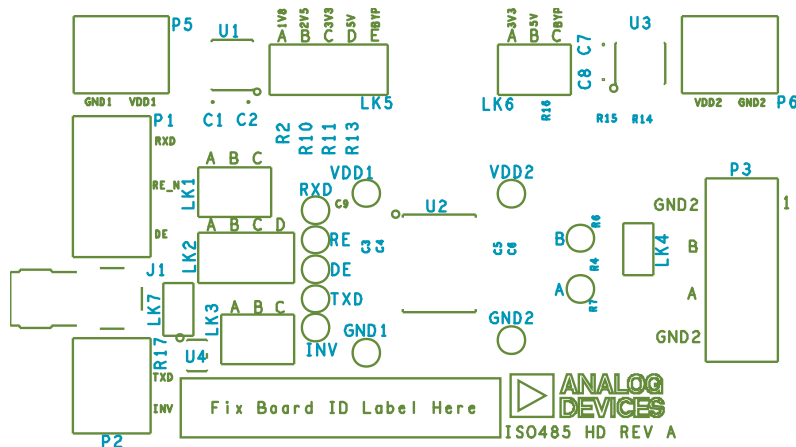 P5
U1
1V8 2V5 3V3 5V BYP
A B C D E
3V3 5V BYP
A B C
U3
C7
C8
GND1 VDD1
VDD2 GND2
P6
LK5
LK6
R16
C1 C2
R15 R14
P1
R2
R10
R11
R13
RXD
A B C
VDD1
VDD2
P3
RE_N
LK1
RXD
C9
U2
GND2
1
A B C D
R6
DE
LK2
RE
C3
C4
C5
C6
B
LK4
B
J1
DE
R4
LK7
LK3
A B C
TXD
A
R7
A
GND1
GND2
GND2
R17
U4
INV
TXD
INV
P2
Fix Board ID Label Here
ANALOG
DEVICES
ISO485 HD REV A